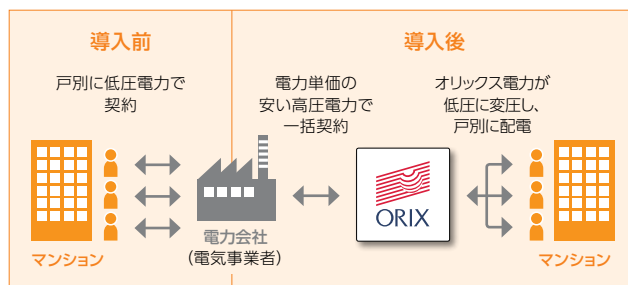 導入前
導入後
戸別に低圧電力で
契約
電力単価の
安い高圧電力で
一括契約
オリックス電力が
低圧に変圧し、
戸別に配電
ORIX
電力会社
(電気事業者)
マンション
マンション